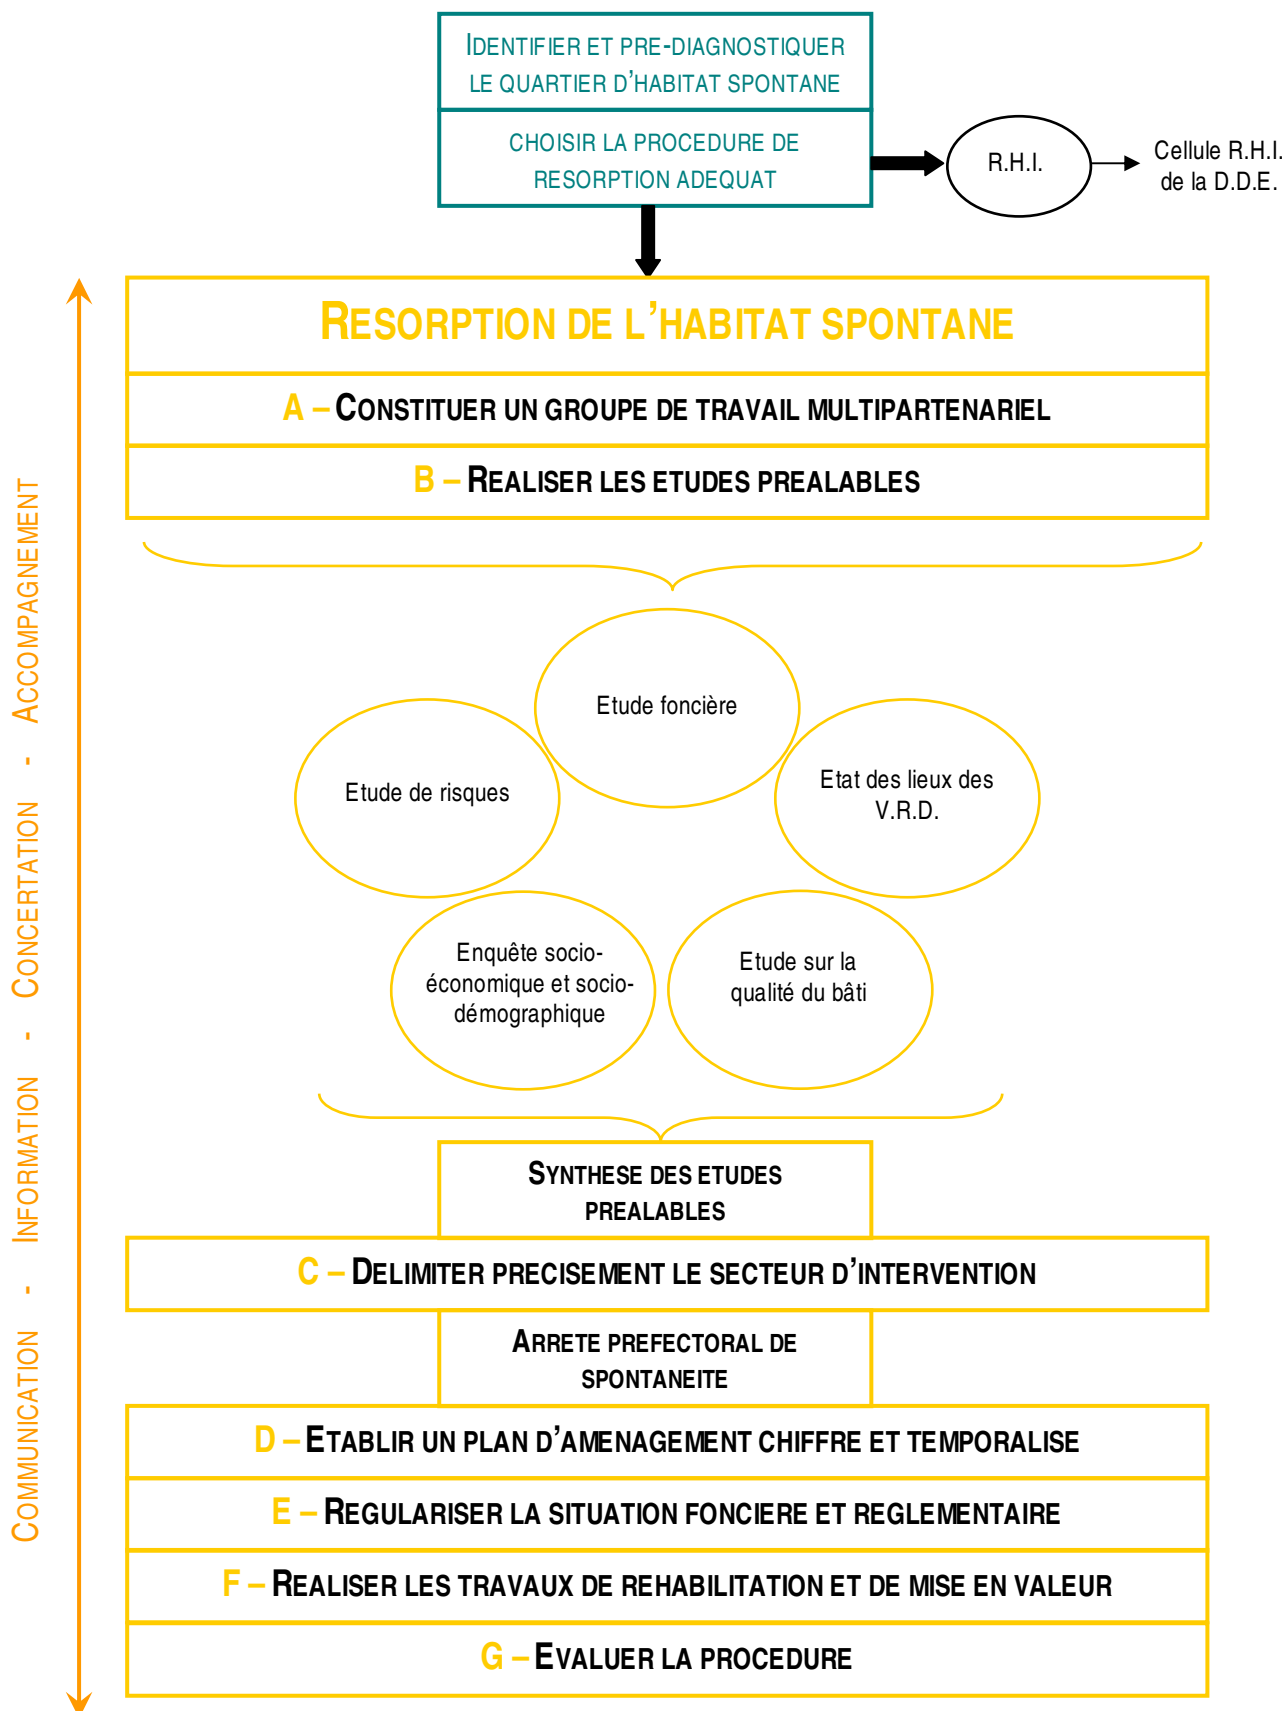 IDENTIFIER ET PRE-DIAGNOSTIQUER
LE QUARTIER D'HABITAT SPONTANE
CHOISIR LA PROCEDURE DE
RESORPTION ADEQUAT
R.H.I.
Cellule R.H.I.
de la D.D.E.
RESORPTION DE L'HABITAT SPONTANE
A – CONSTITUER UN GROUPE DE TRAVAIL MULTIPARTENARIEL
B – REALISER LES ETUDES PREALABLES
COMMUNICATION - INFORMATION - CONCERTATION - ACCOMPAGNEMENT
Etude foncière
Etude de risques
Etat des lieux des
V.R.D.
Enquête socio-
économique et socio-
démographique
Etude sur la
qualité du bâti
SYNTHESE DES ETUDES
PREALABLES
C – DELIMITER PRECISEMENT LE SECTEUR D'INTERVENTION
ARRETE PREFECTORAL DE
SPONTANEITE
D – ETABLIR UN PLAN D'AMENAGEMENT CHIFFRE ET TEMPORALISE
E – REGULARISER LA SITUATION FONCIERE ET REGLEMENTAIRE
F – REALISER LES TRAVAUX DE REHABILITATION ET DE MISE EN VALEUR
G – EVALUER LA PROCEDURE